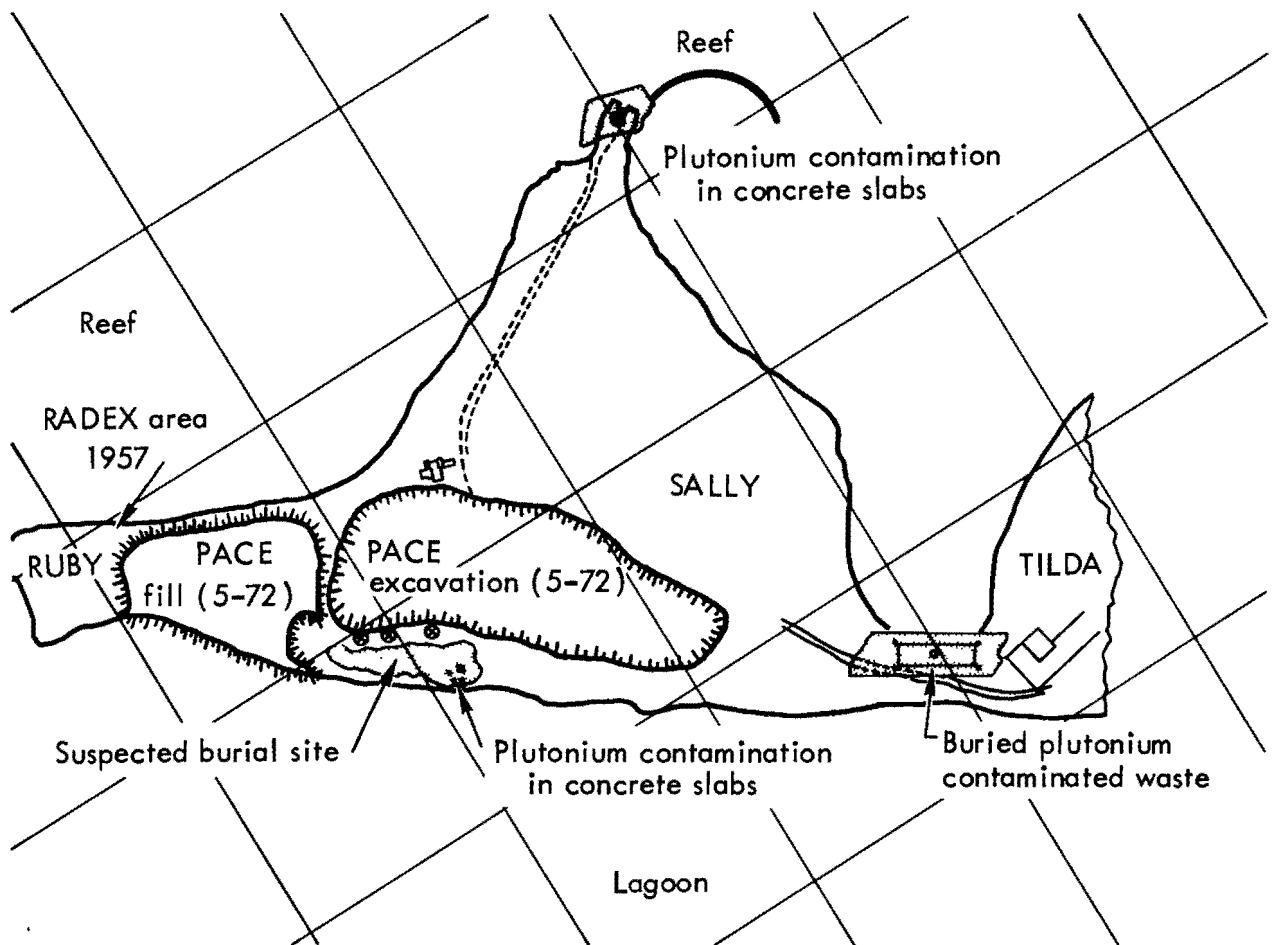 Reef
Plutonium contamination
in concrete slabs
Reef
RADEX area
1957
SALLY
RUBY
PACE
fill (5-72)
PACE
excavation (5-72)
TILDA
Suspected burial site
Plutonium contamination
in concrete slabs
Buried plutonium
contaminated waste
Lagoon